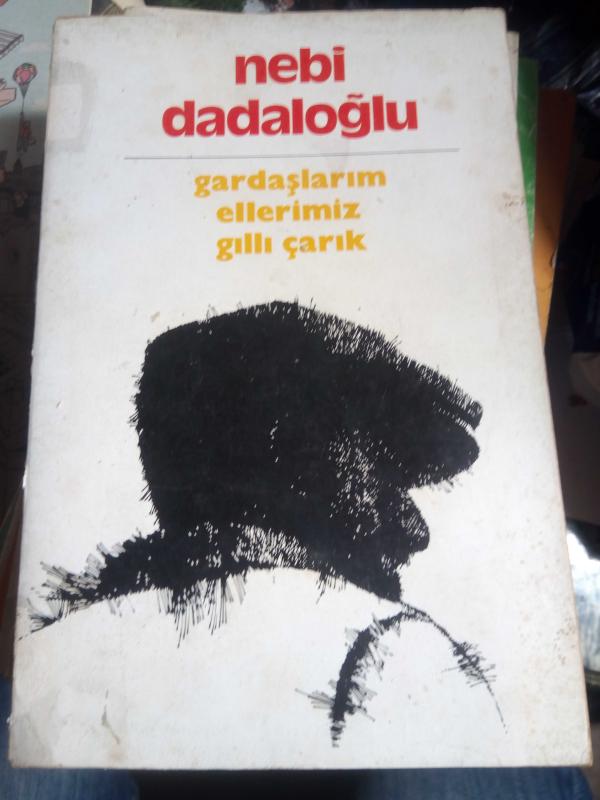 nebi
dadaloğlu
gardaşlarım
ellerimiz
gıllı çarık